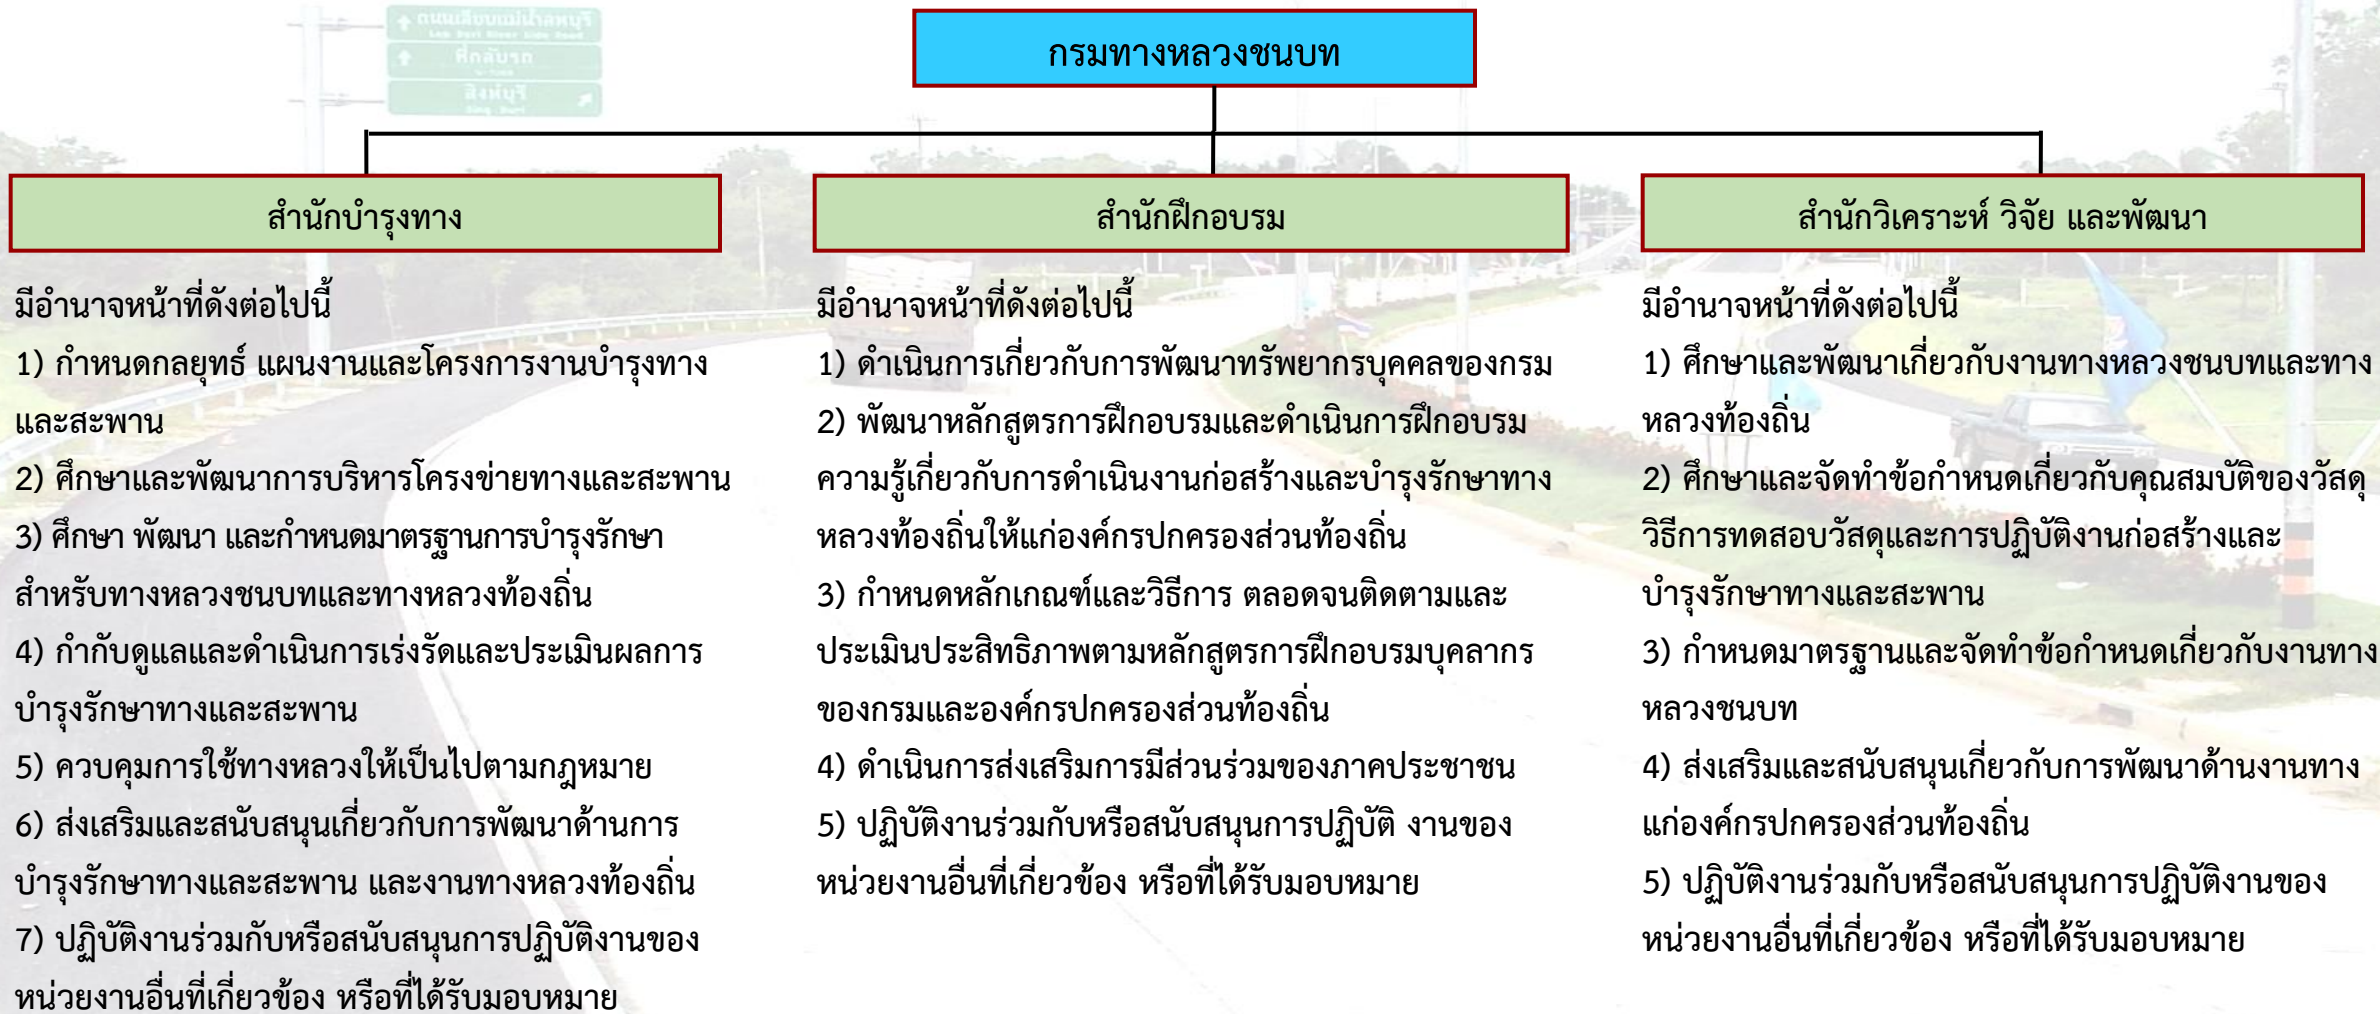 ถนนเลียบแม่น้ำลพบุรี
Lop Buri River Side Road
ที่กลับรถ
U-TURN
สิงห์บุรี
Sing Buri
กรมทางหลวงชนบท
สำนักบำรุงทาง
มีอำนาจหน้าที่ดังต่อไปนี้
1) กำหนดกลยุทธ์ แผนงานและโครงการงานบำรุงทาง
และสะพาน
2) ศึกษาและพัฒนาการบริหารโครงข่ายทางและสะพาน
3) ศึกษา พัฒนา และกำหนดมาตรฐานการบำรุงรักษา
สำหรับทางหลวงชนบทและทางหลวงท้องถิ่น
4) กำกับดูแลและดำเนินการเร่งรัดและประเมินผลการ
บำรุงรักษาทางและสะพาน
5) ควบคุมการใช้ทางหลวงให้เป็นไปตามกฎหมาย
6) ส่งเสริมและสนับสนุนเกี่ยวกับการพัฒนาด้านการ
บำรุงรักษาทางและสะพาน และงานทางหลวงท้องถิ่น
7) ปฏิบัติงานร่วมกับหรือสนับสนุนการปฏิบัติงานของ
หน่วยงานอื่นที่เกี่ยวข้อง หรือที่ได้รับมอบหมาย
สำนักฝึกอบรม
มีอำนาจหน้าที่ดังต่อไปนี้
1) ดำเนินการเกี่ยวกับการพัฒนาทรัพยากรบุคคลของกรม
2) พัฒนาหลักสูตรการฝึกอบรมและดำเนินการฝึกอบรม
ความรู้เกี่ยวกับการดำเนินงานก่อสร้างและบำรุงรักษาทาง
หลวงท้องถิ่นให้แก่องค์กรปกครองส่วนท้องถิ่น
3) กำหนดหลักเกณฑ์และวิธีการ ตลอดจนติดตามและ
ประเมินประสิทธิภาพตามหลักสูตรการฝึกอบรมบุคลากร
ของกรมและองค์กรปกครองส่วนท้องถิ่น
4) ดำเนินการส่งเสริมการมีส่วนร่วมของภาคประชาชน
5) ปฏิบัติงานร่วมกับหรือสนับสนุนการปฏิบัติ งานของ
หน่วยงานอื่นที่เกี่ยวข้อง หรือที่ได้รับมอบหมาย
สำนักวิเคราะห์ วิจัย และพัฒนา
มีอำนาจหน้าที่ดังต่อไปนี้
1) ศึกษาและพัฒนาเกี่ยวกับงานทางหลวงชนบทและทาง
หลวงท้องถิ่น
2) ศึกษาและจัดทำข้อกำหนดเกี่ยวกับคุณสมบัติของวัสดุ
วิธีการทดสอบวัสดุและการปฏิบัติงานก่อสร้างและ
บำรุงรักษาทางและสะพาน
3) กำหนดมาตรฐานและจัดทำข้อกำหนดเกี่ยวกับงานทาง
หลวงชนบท
4) ส่งเสริมและสนับสนุนเกี่ยวกับการพัฒนาด้านงานทาง
แก่องค์กรปกครองส่วนท้องถิ่น
5) ปฏิบัติงานร่วมกับหรือสนับสนุนการปฏิบัติงานของ
หน่วยงานอื่นที่เกี่ยวข้อง หรือที่ได้รับมอบหมาย